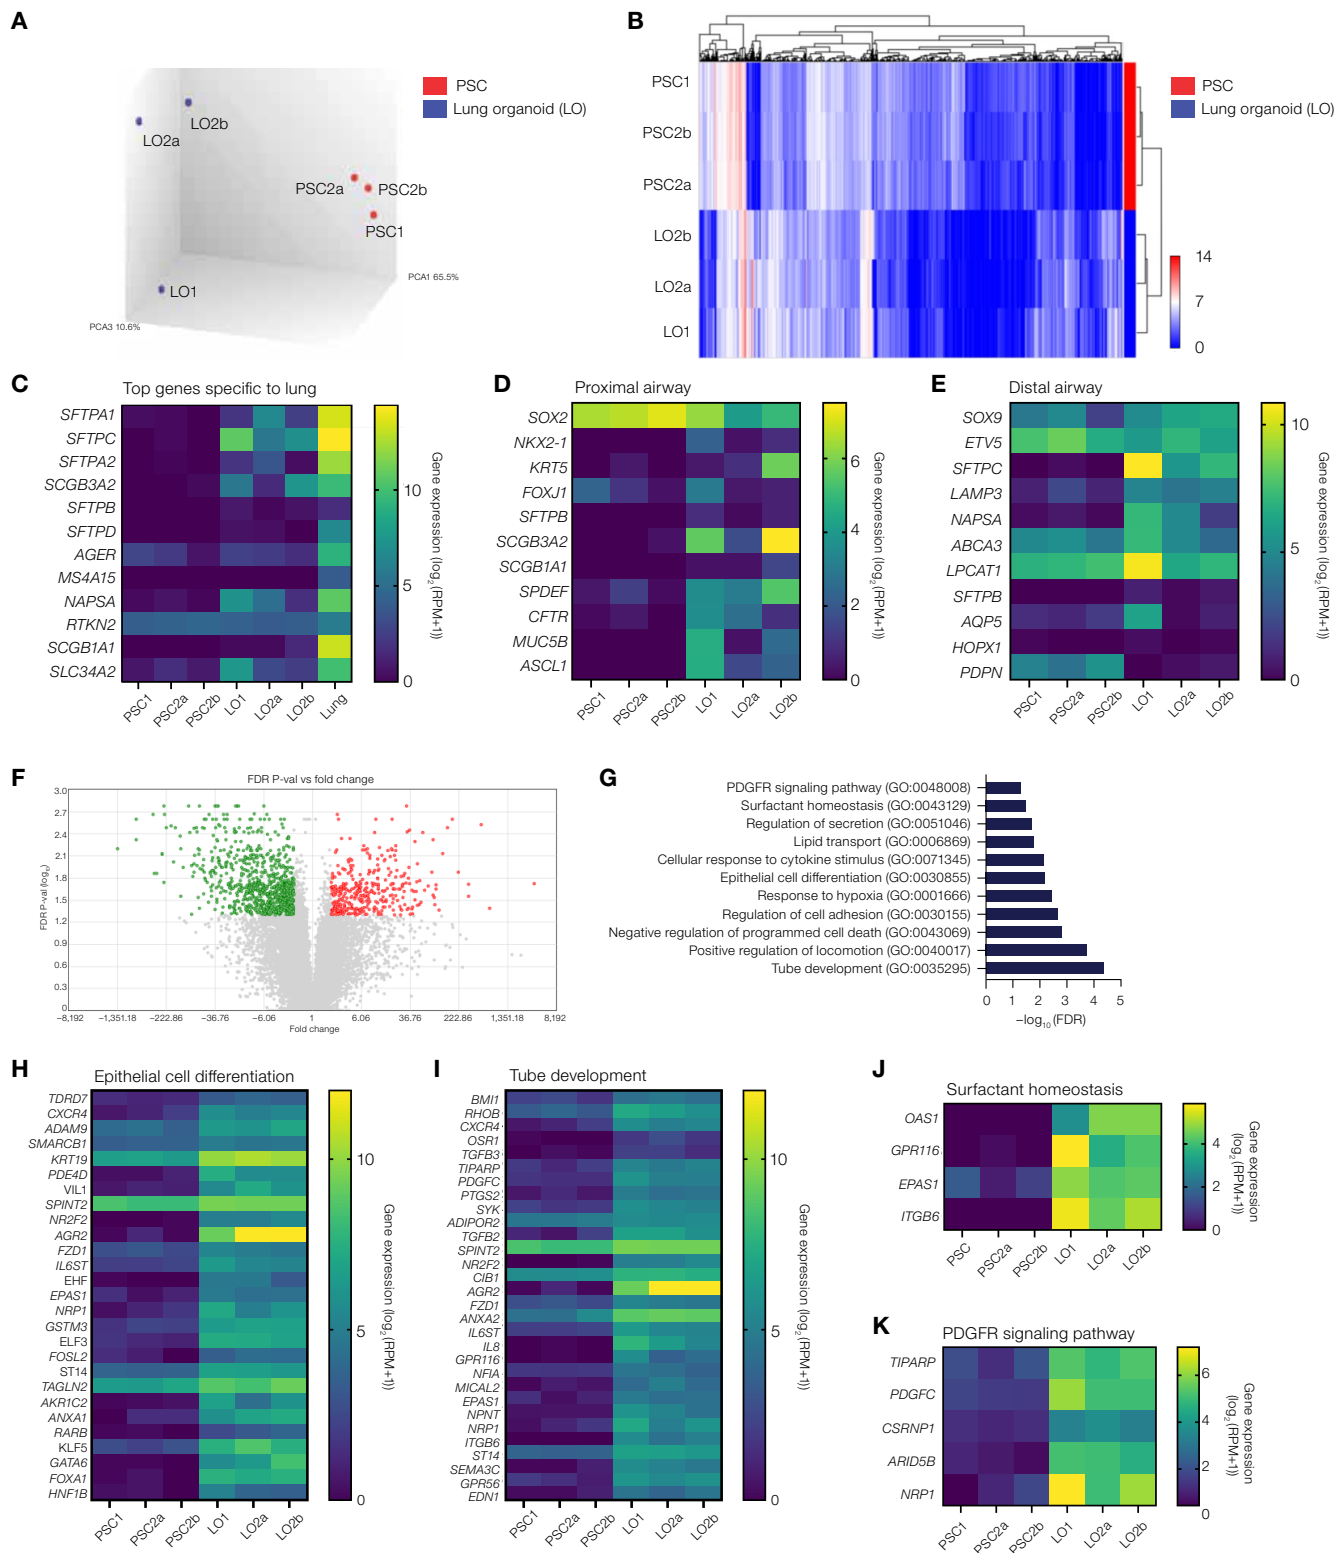 A
PSC
Lung organoid (LO)
LO2b
LO2a
PSC2a
PSC2b
PSC1
LO1
PCA1 65.5%
PCA3 10.6%
B
PSC1
PSC2b
PSC2a
LO2b
LO2a
LO1
PSC
Lung organoid (LO)
14
7
0
C
Top genes specific to lung
SFTPA1
SFTPC
SFTPA2
SCGB3A2
SFTPB
SFTPD
AGER
MS4A15
NAPSA
RTKN2
SCGB1A1
SLC34A2
PSC1
PSC2a
PSC2b
LO1
LO2a
LO2b
Lung
10
5
0
Gene expression (log2(RPM+1))
D
Proximal airway
SOX2
NKX2-1
KRT5
FOXJ1
SFTPB
SCGB3A2
SCGB1A1
SPDEF
CFTR
MUC5B
ASCL1
PSC1
PSC2a
PSC2b
LO1
LO2a
LO2b
6
4
2
0
Gene expression (log2(RPM+1))
E
Distal airway
SOX9
ETV5
SFTPC
LAMP3
NAPSA
ABCA3
LPCAT1
SFTPB
AQP5
HOPX1
PDPN
PSC1
PSC2a
PSC2b
LO1
LO2a
LO2b
10
5
0
Gene expression (log2(RPM+1))
F
FDR P-val vs fold change
3.0
2.7
2.4
2.1
1.8
1.5
1.2
0.9
0.6
0.3
0
−8,192
−1,351.18
−222.86
−36.76
−6.06
1
6.06
36.76
222.86
1,351.18
8,192
Fold change
G
PDGFR signaling pathway (GO:0048008)
Surfactant homeostasis (GO:0043129)
Regulation of secretion (GO:0051046)
Lipid transport (GO:0006869)
Cellular response to cytokine stimulus (GO:0071345)
Epithelial cell differentiation (GO:0030855)
Response to hypoxia (GO:0001666)
Regulation of cell adhesion (GO:0030155)
Negative regulation of programmed cell death (GO:0043069)
Positive regulation of locomotion (GO:0040017)
Tube development (GO:0035295)
0 1 2 3 4 5
−log10(FDR)
H
Epithelial cell differentiation
TDRD7
CXCR4
ADAM9
SMARCB1
KRT19
PDE4D
VIL1
SPINT2
NR2F2
AGR2
FZD1
IL6ST
EHF
EPAS1
NRP1
GSTM3
ELF3
FOSL2
ST14
TAGLN2
AKR1C2
ANXA1
RARB
KLF5
GATA6
FOXA1
HNF1B
PSC1
PSC2a
PSC2b
LO1
LO2a
LO2b
10
5
0
Gene expression (log2(RPM+1))
I
Tube development
BMI1
RHOB
CXCR4
OSR1
TGFB3
TIPARP
PDGFC
PTGS2
SYK
ADIPOR2
TGFB2
SPINT2
NR2F2
CIB1
AGR2
FZD1
ANXA2
IL6ST
IL8
GPR116
NFIA
MICAL2
EPAS1
NPNT
NRP1
ITGB6
ST14
SEMA3C
GPR56
EDN1
PSC1
PSC2a
PSC2b
LO1
LO2a
LO2b
10
5
0
Gene expression (log2(RPM+1))
J
Surfactant homeostasis
OAS1
GPR116
EPAS1
ITGB6
PSC
PSC2a
PSC2b
LO1
LO2a
LO2b
4
2
0
Gene expression
(log2(RPM+1))
K
PDGFR signaling pathway
TIPARP
PDGFC
CSRNP1
ARID5B
NRP1
PSC1
PSC2a
PSC2b
LO1
LO2a
LO2b
6
4
2
0
Gene expression
(log2(RPM+1))